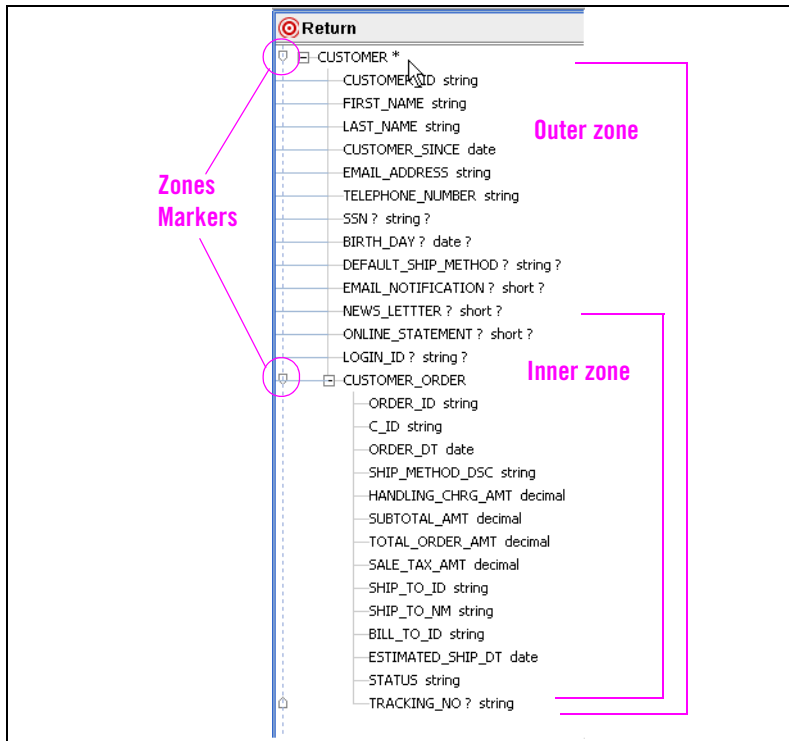 Return
CUSTOMER *
CUSTOMER_ID string
FIRST_NAME string
LAST_NAME string
Outer zone
CUSTOMER_SINCE date
EMAIL_ADDRESS string
Zones
Markers
TELEPHONE_NUMBER string
SSN ? string ?
BIRTH_DAY ? date ?
DEFAULT_SHIP_METHOD ? string ?
EMAIL_NOTIFICATION ? short ?
NEWS_LETTTER ? short ?
ONLINE_STATEMENT ? short ?
LOGIN_ID ? string ?
Inner zone
CUSTOMER_ORDER
ORDER_ID string
C_ID string
ORDER_DT date
SHIP_METHOD_DSC string
HANDLING_CHRG_AMT decimal
SUBTOTAL_AMT decimal
TOTAL_ORDER_AMT decimal
SALE_TAX_AMT decimal
SHIP_TO_ID string
SHIP_TO_NM string
BILL_TO_ID string
ESTIMATED_SHIP_DT date
STATUS string
TRACKING_NO ? string